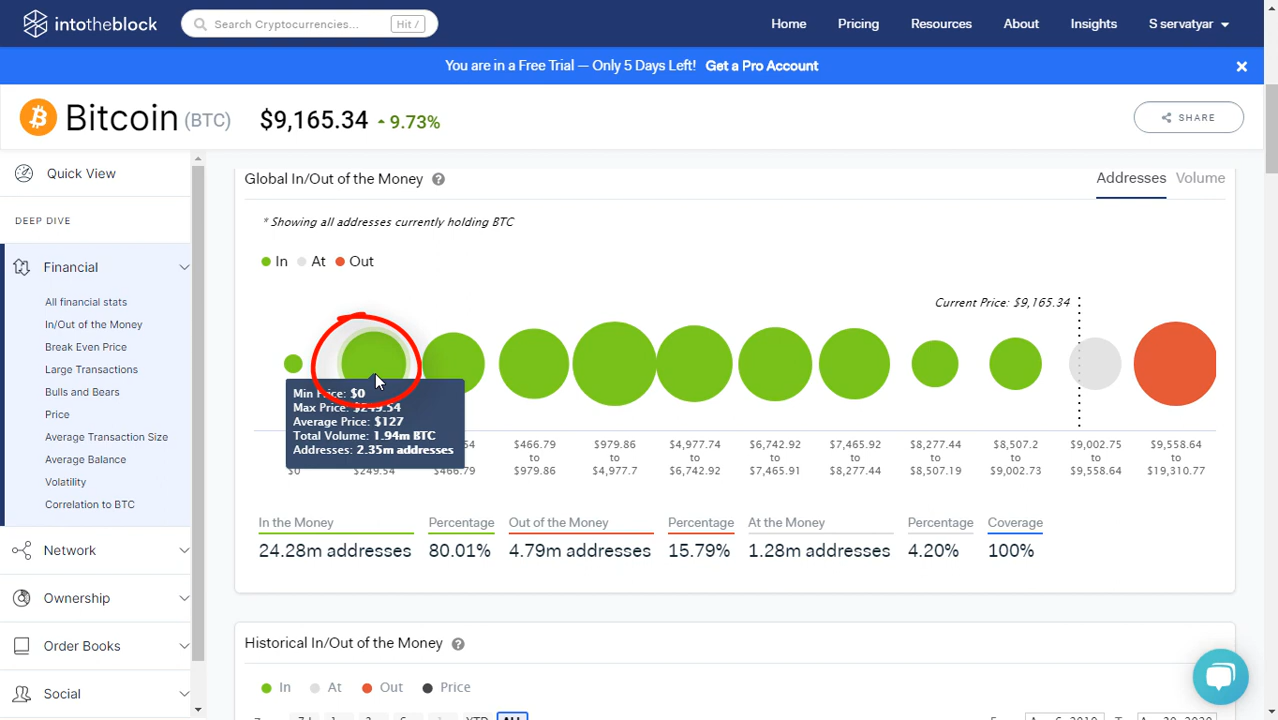 intotheblock
Search Cryptocurrencies...
Hit /
Home
Pricing
Resources
About
Insights
S servatyar
You are in a Free Trial — Only 5 Days Left! Get a Pro Account
Bitcoin (BTC)
$9,165.34
9.73%
SHARE
Quick View
DEEP DIVE
Financial
All financial stats
In/Out of the Money
Break Even Price
Large Transactions
Bulls and Bears
Price
Average Transaction Size
Average Balance
Volatility
Correlation to BTC
Network
Ownership
Order Books
Social
Global In/Out of the Money
Addresses
Volume
* Showing all addresses currently holding BTC
In
At
Out
Current Price: $9,165.34
Min Price: $0
Max Price: $249.54
Average Price: $127
Total Volume: 1.94m BTC
Addresses: 2.35m addresses
$0
$249.54
$466.79
$466.79
to
$979.86
$979.86
to
$4,977.7
$4,977.74
to
$6,742.92
$6,742.92
to
$7,465.91
$7,465.92
to
$8,277.44
$8,277.44
to
$8,507.19
$8,507.2
to
$9,002.73
$9,002.75
to
$9,558.64
$9,558.64
to
$19,310.77
In the Money
24.28m addresses
Percentage
80.01%
Out of the Money
4.79m addresses
Percentage
15.79%
At the Money
1.28m addresses
Percentage
4.20%
Coverage
100%
Historical In/Out of the Money
In
At
Out
Price